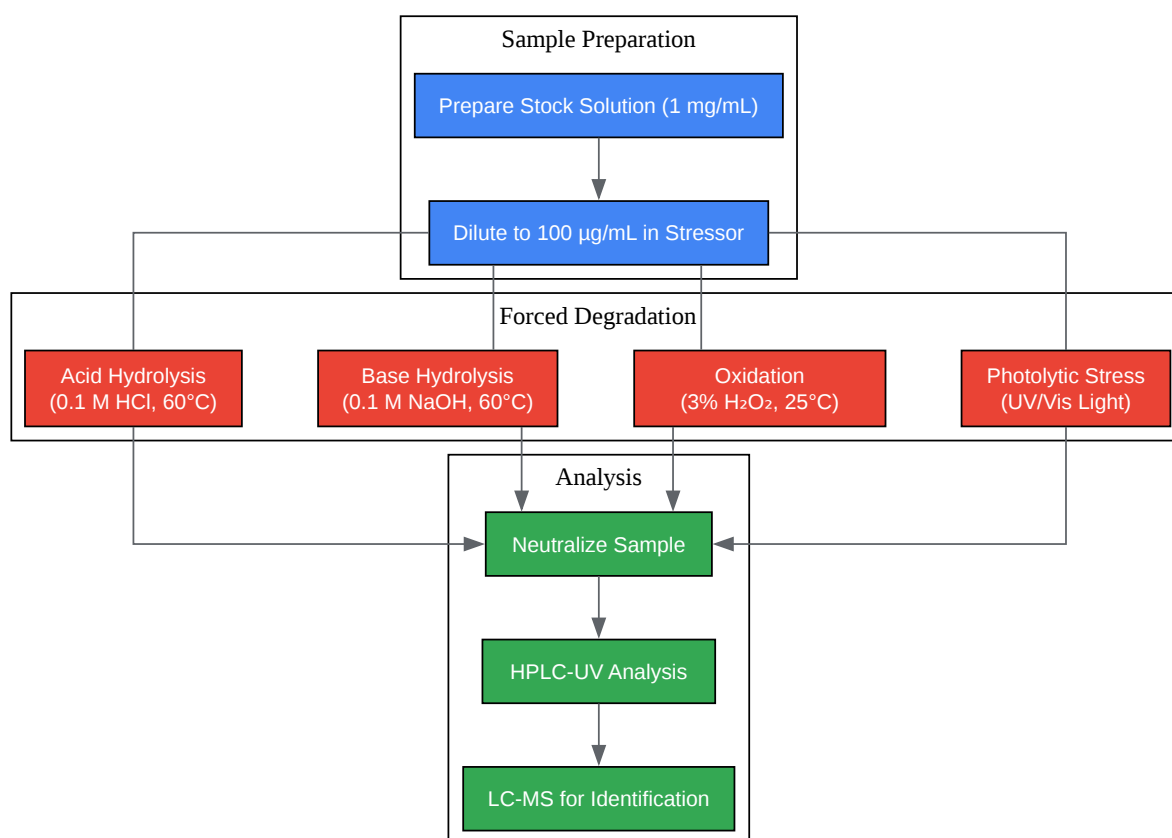 Sample Preparation
Prepare Stock Solution (1 mg/mL)
Dilute to 100 µg/mL in Stressor
Forced Degradation
Acid Hydrolysis
(0.1 M HCl, 60°C)
Base Hydrolysis
(0.1 M NaOH, 60°C)
Oxidation
(3% H₂O₂, 25°C)
Photolytic Stress
(UV/Vis Light)
Analysis
Neutralize Sample
HPLC-UV Analysis
LC-MS for Identification